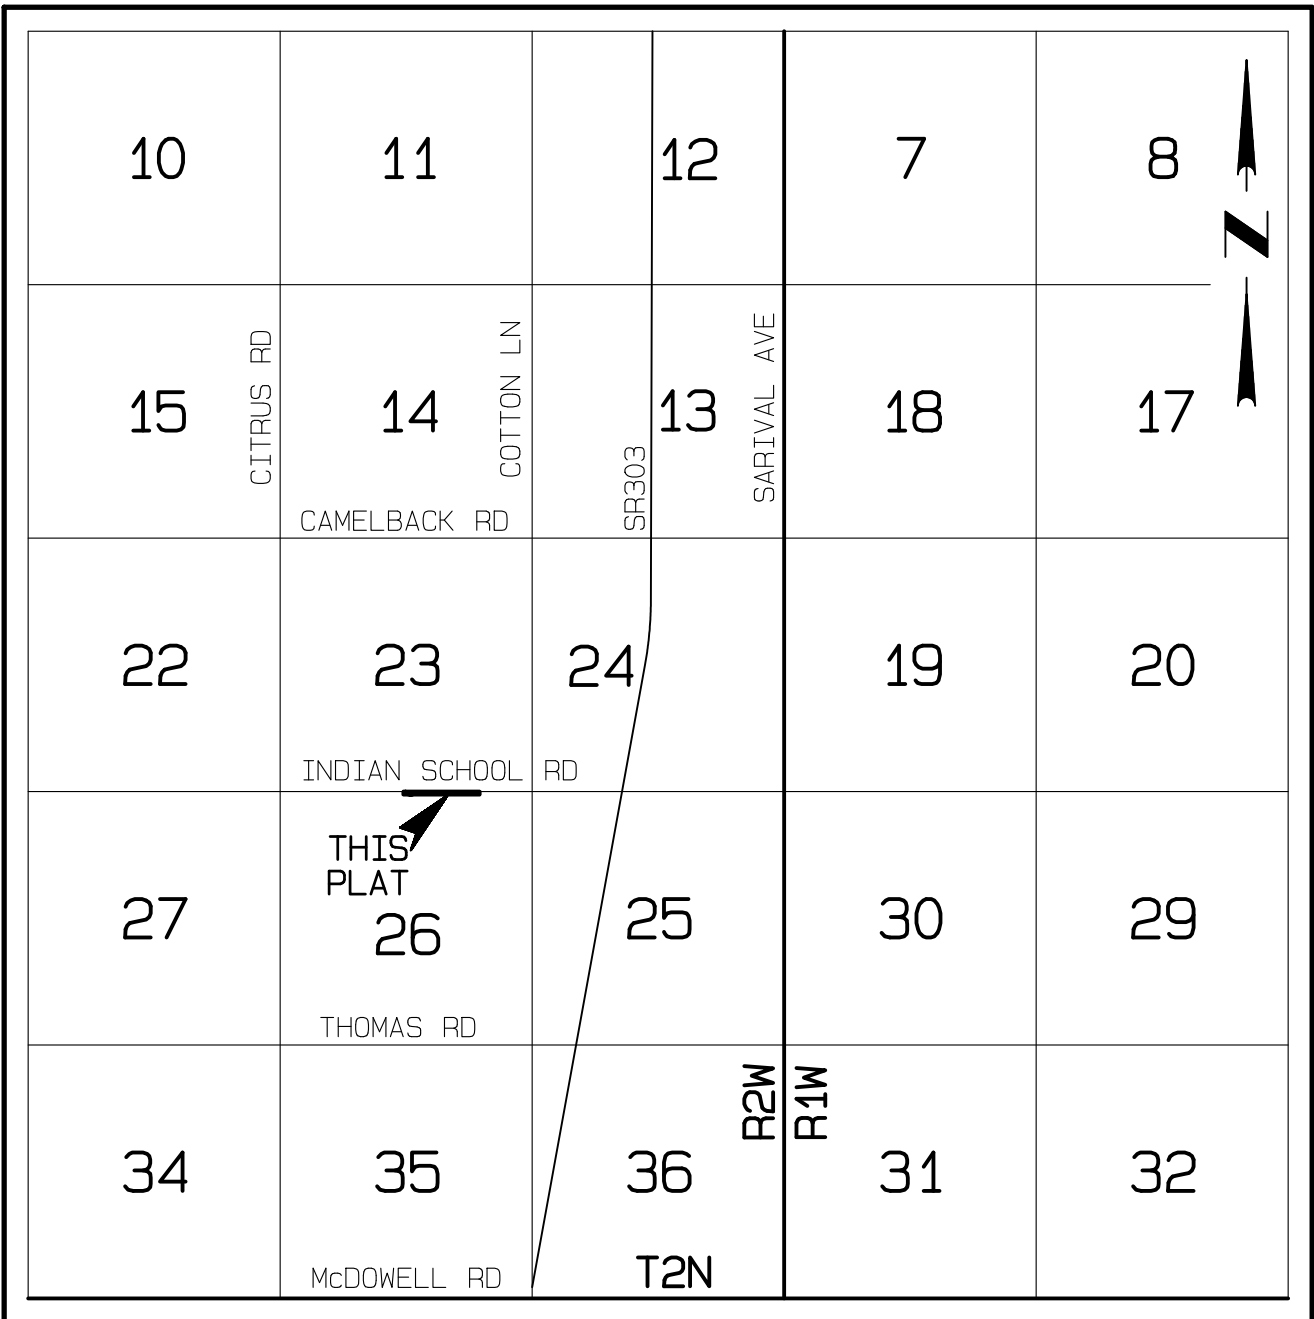 10 11 12 7 8
N
CITRUS RD
COTTON LN
SARIVAL AVE
15 14 13 18 17
SR303
CAMELBACK RD
22 23 24 19 20
INDIAN SCHOOL RD
THIS
PLAT
27 26 25 30 29
THOMAS RD
R2W
R1W
34 35 36 31 32
T2N
McDOWELL RD